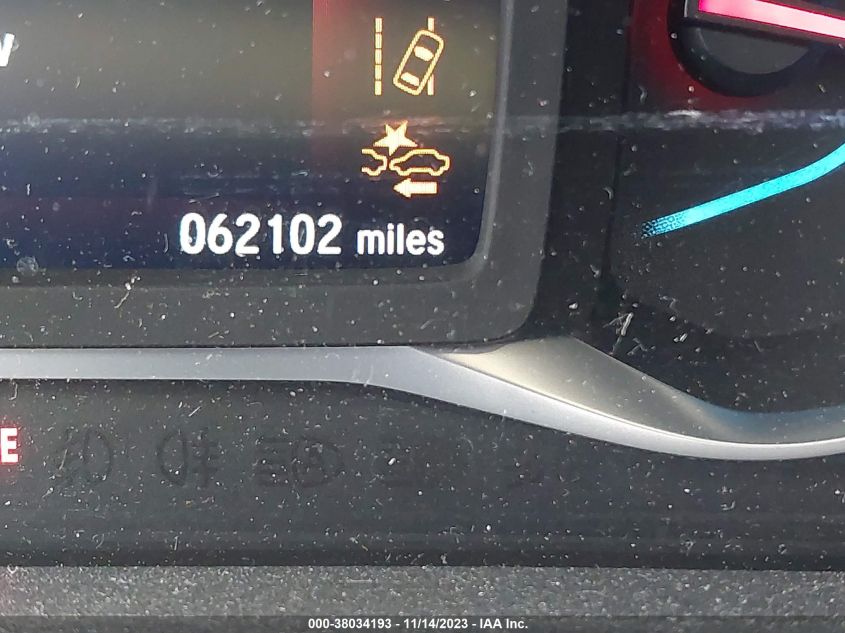 062102 miles
E
000-38034193 - 11/14/2023 - IAA Inc.